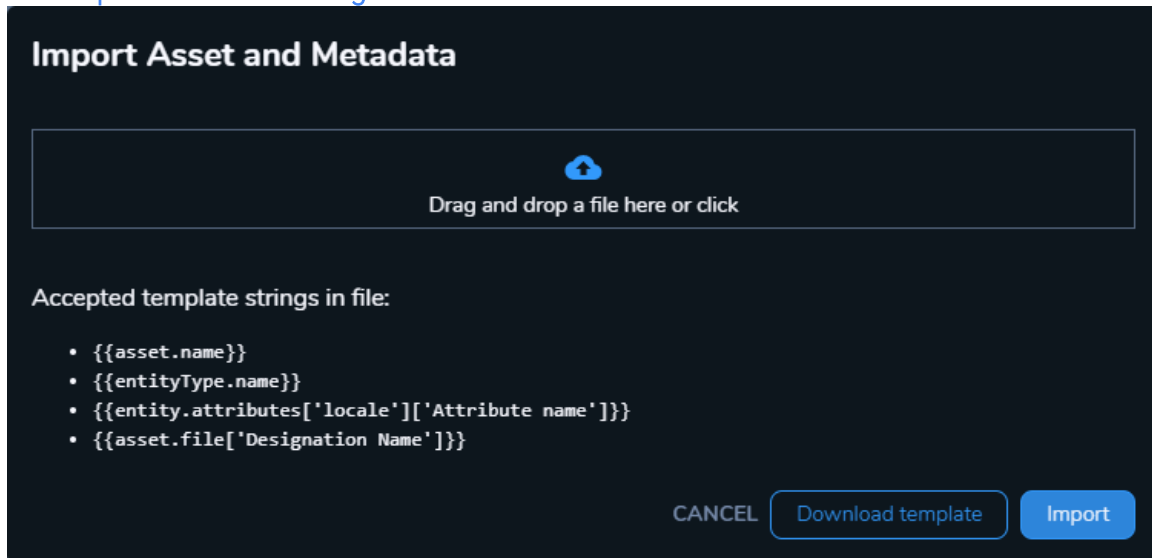 Import Asset and Metadata
Drag and drop a file here or click
Accepted template strings in file:
• {{asset.name}}
• {{entityType.name}}
• {{entity.attributes['locale']['Attribute name']}}
• {{asset.file['Designation Name']}}
CANCEL Download template Import